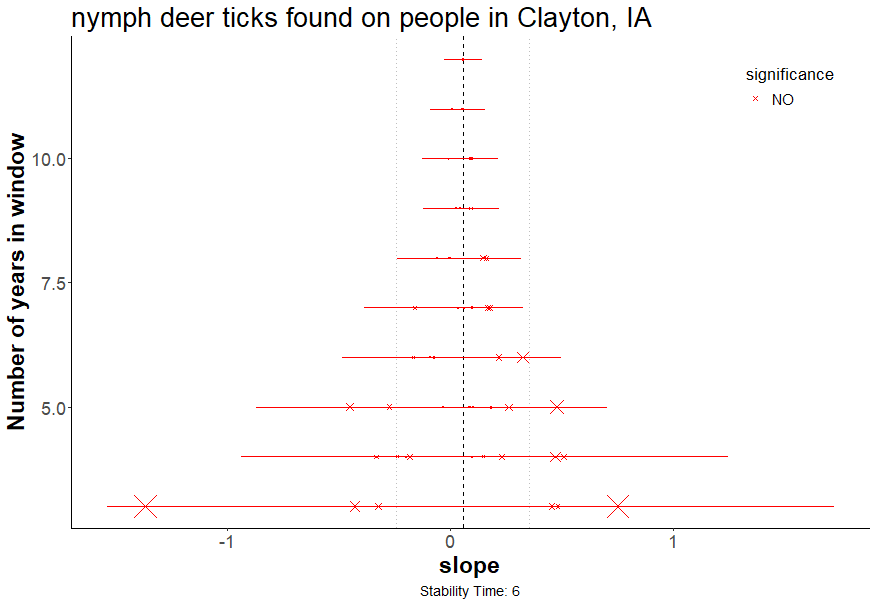 nymph deer ticks found on people in Clayton, IA
significance
NO
Number of years in window
10.0
7.5
5.0
-1
0
1
slope
Stability Time: 6